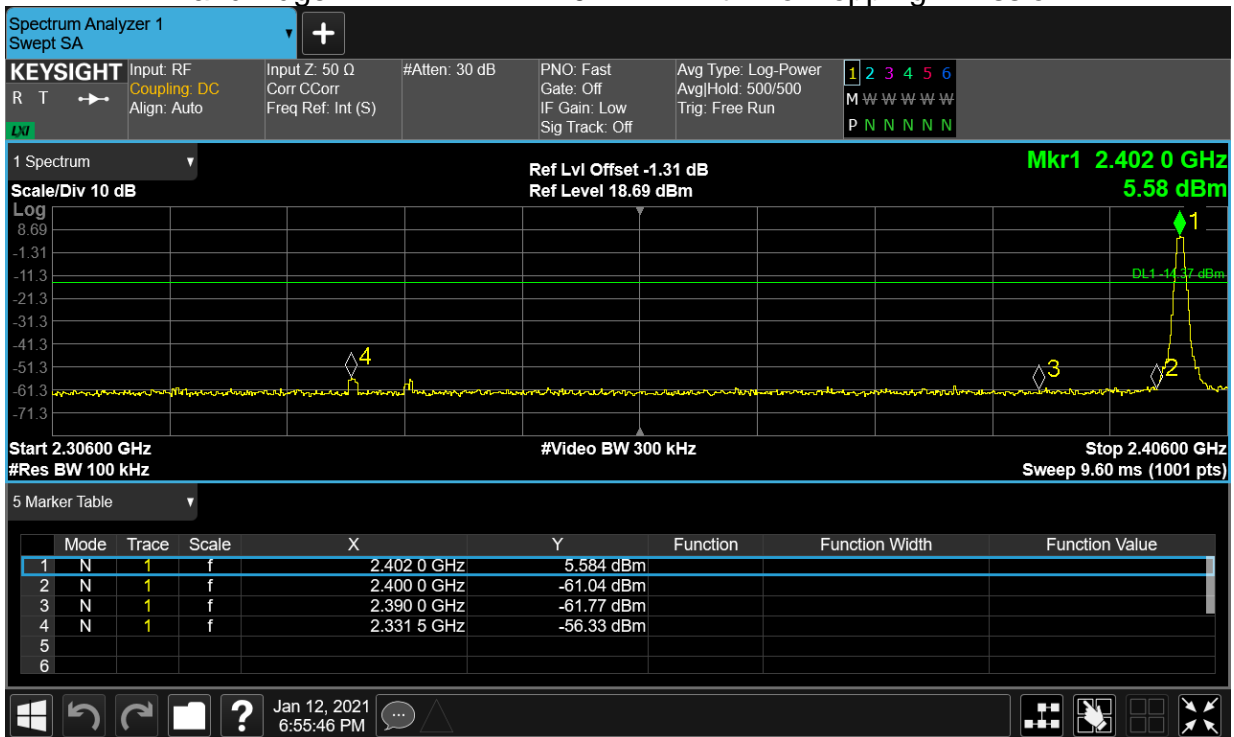 Spectrum Analyzer 1
Swept SA
+
KEYSIGHT Input: RF Input Z: 50 Ω #Atten: 30 dB PNO: Fast Avg Type: Log-Power 1 2 3 4 5 6
R T Coupling: DC Corr CCorr Gate: Off Avg|Hold: 500/500 M W W W W W
Align: Auto Freq Ref: Int (S) IF Gain: Low Trig: Free Run P N N N N N
LXI Sig Track: Off
1 Spectrum Ref Lvl Offset -1.31 dB Mkr1 2.402 0 GHz
Scale/Div 10 dB Ref Level 18.69 dBm 5.58 dBm
Log
8.69 1
-1.31
-11.3 DL1 -14.37 dBm
-21.3
-31.3
-41.3
-51.3 4 3 2
-61.3
-71.3
Start 2.30600 GHz #Video BW 300 kHz Stop 2.40600 GHz
#Res BW 100 kHz Sweep 9.60 ms (1001 pts)
5 Marker Table
Mode Trace Scale X Y Function Function Width Function Value
1 N 1 f 2.402 0 GHz 5.584 dBm
2 N 1 f 2.400 0 GHz -61.04 dBm
3 N 1 f 2.390 0 GHz -61.77 dBm
4 N 1 f 2.331 5 GHz -56.33 dBm
5
6
? Jan 12, 2021
6:55:46 PM